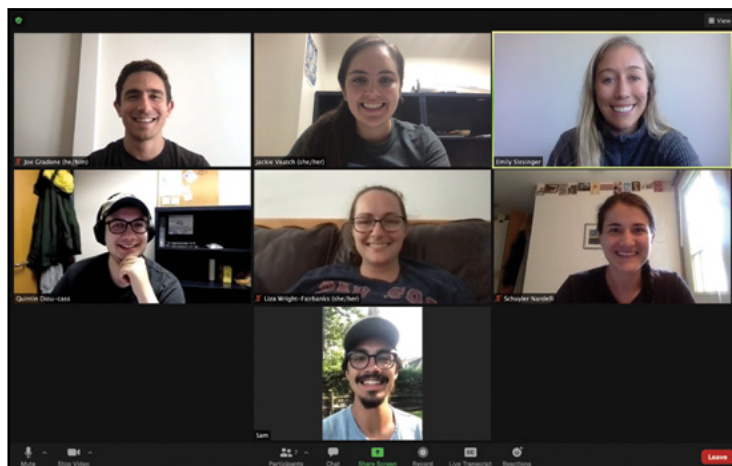 View
Joe Gradone (he/him)
Jackie Veatch (she/her)
Emily Slesinger
Quintin Diou-cass
Liza Wright-Fairbanks (she/her)
Schuyler Nardelli
Sam
Mute
Stop Video
Participants
7
Chat
Share Screen
Record
CC
Live Transcript
Reactions
Leave